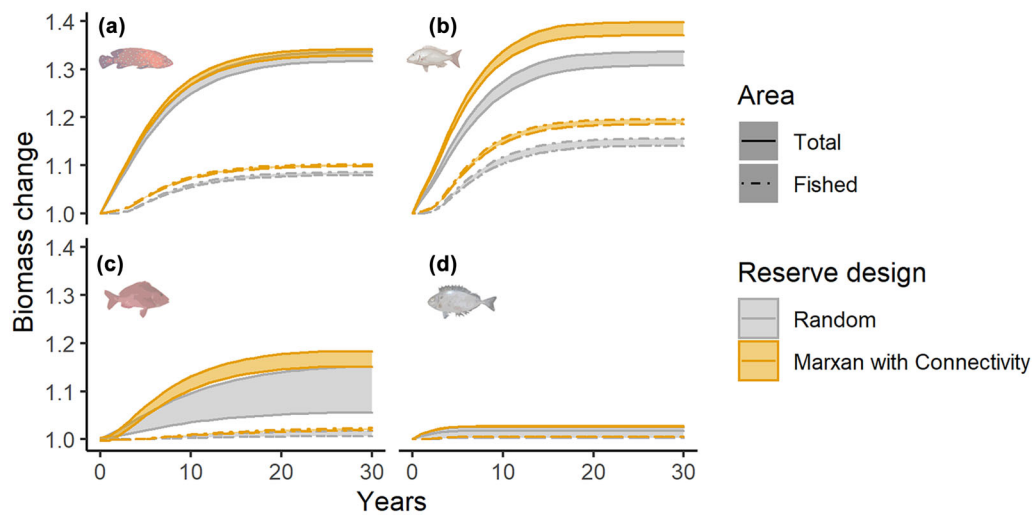 (a)
(b)
1.4
1.3
1.2
1.1
1.0
(c)
(d)
1.4
1.3
1.2
1.1
1.0
0 10 20 30 0 10 20 30
Years
Biomass change
Area
Total
Fished
Reserve design
Random
Marxan with Connectivity